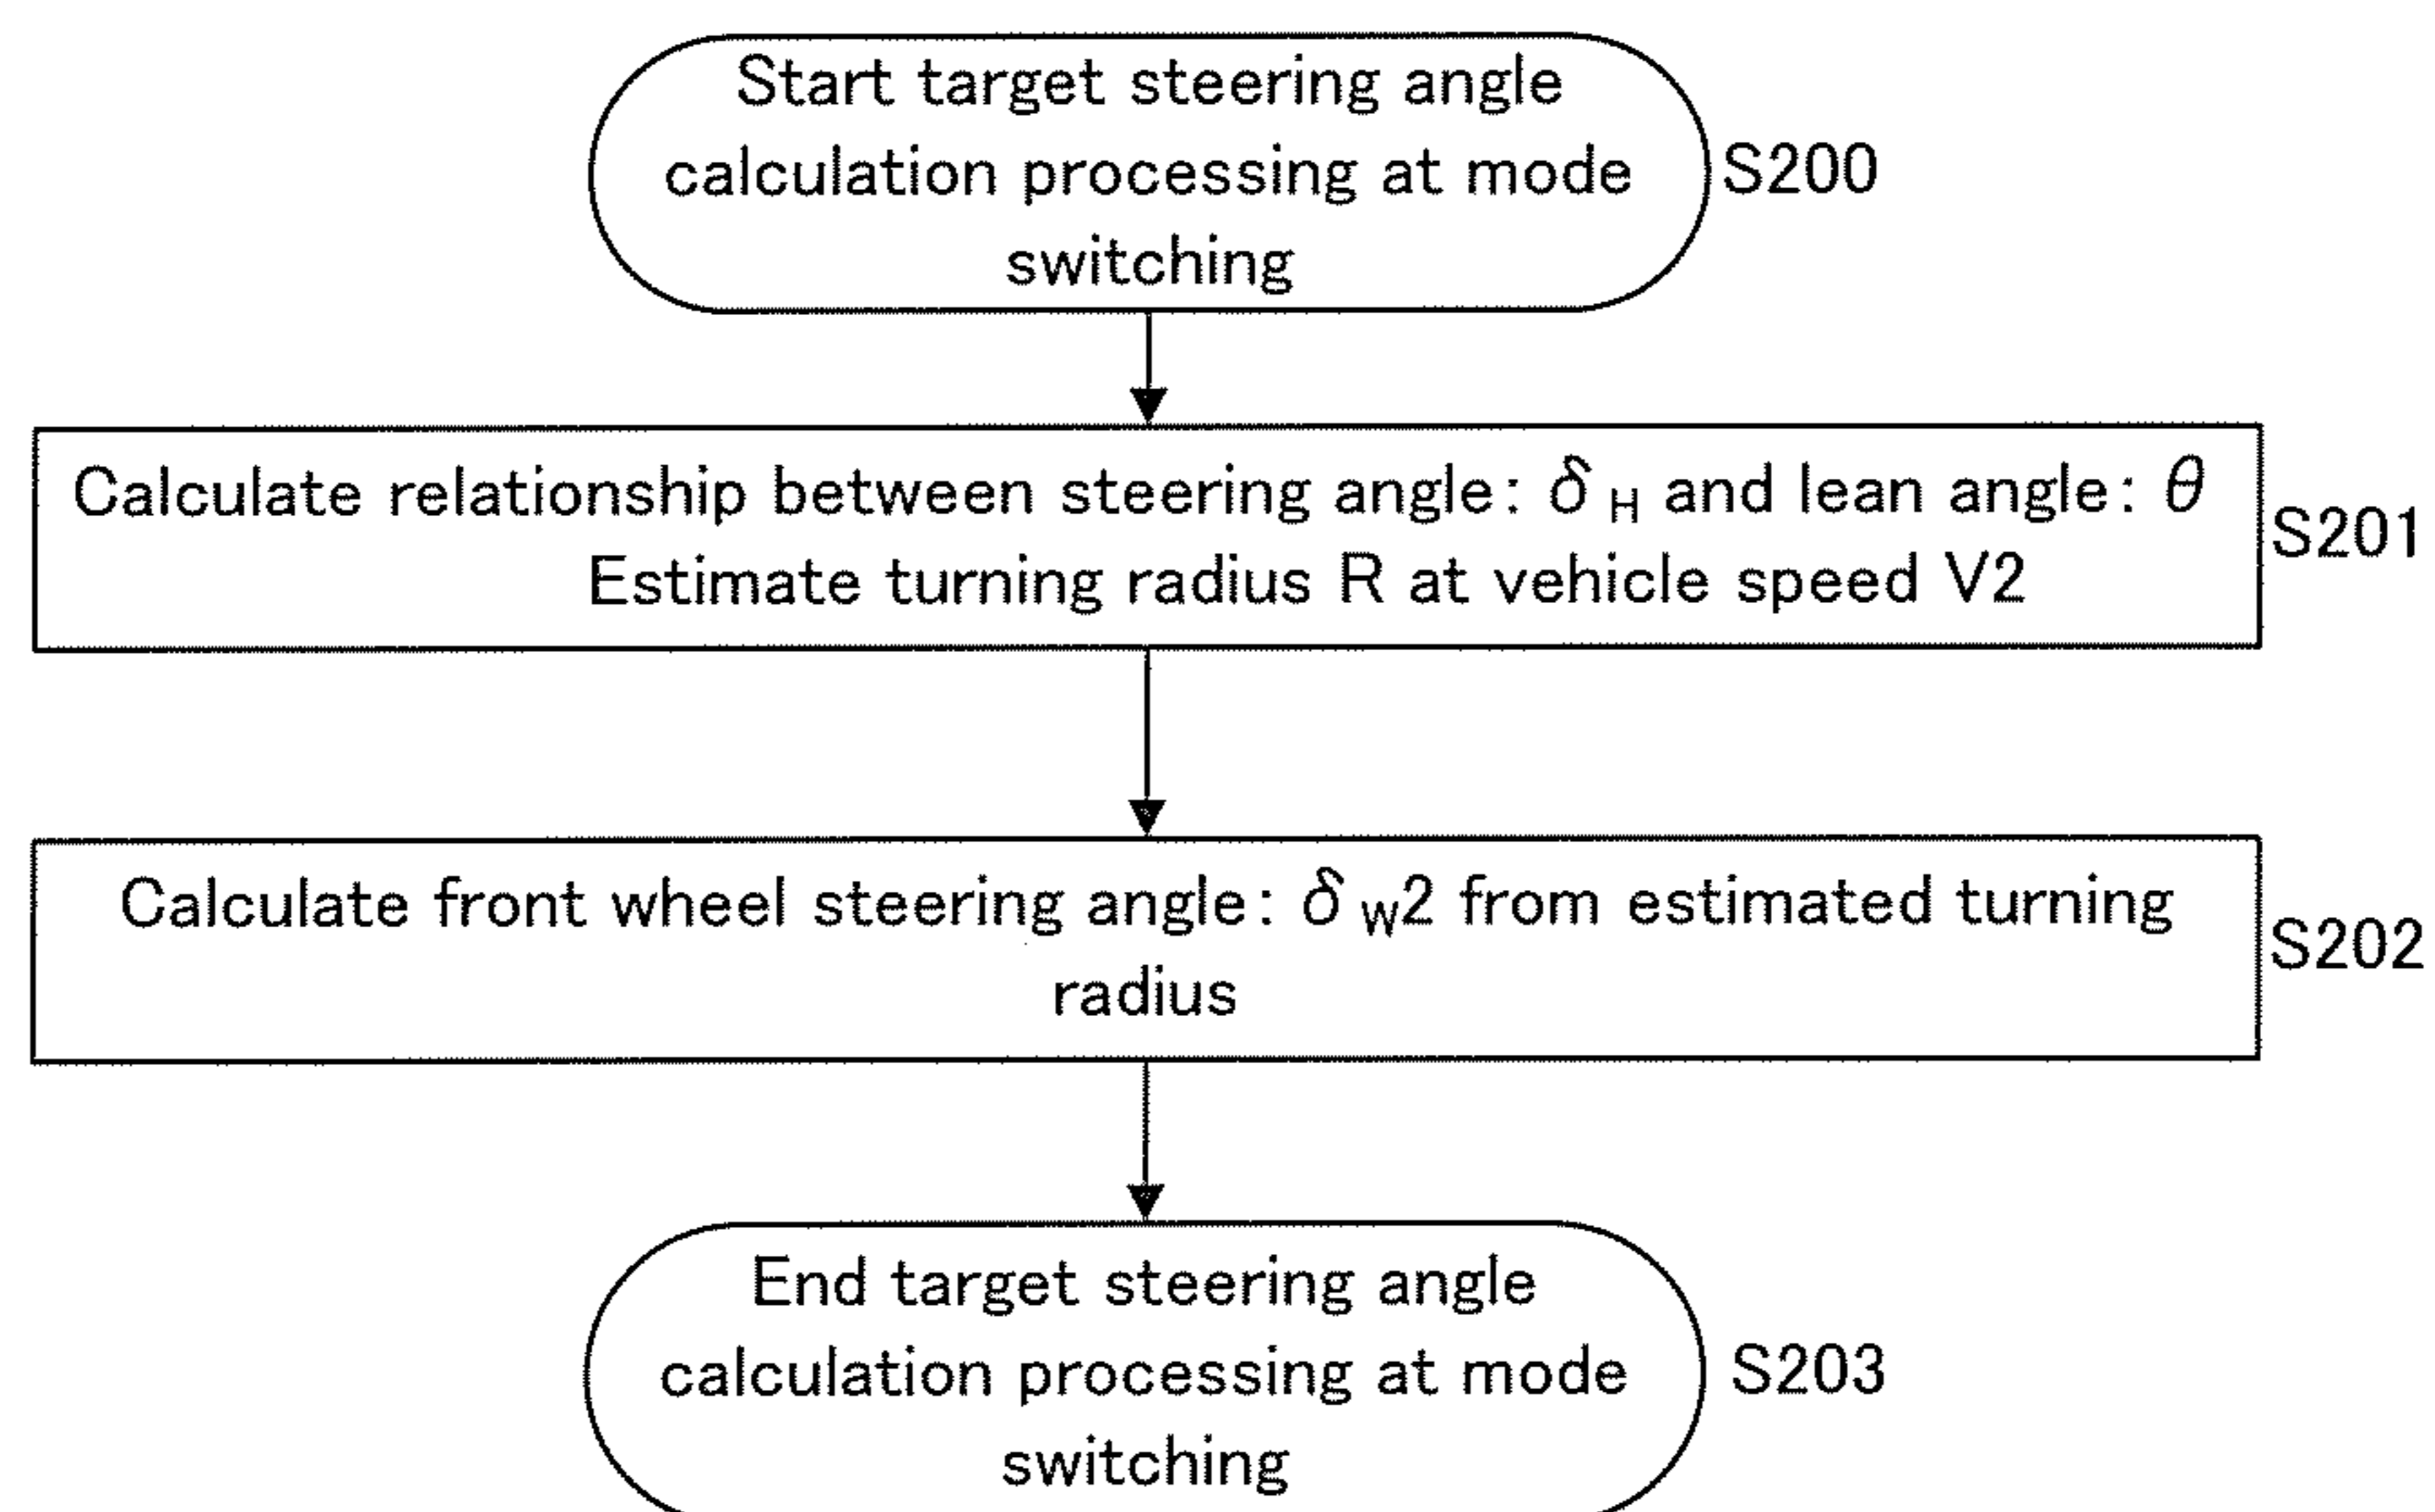 Start target steering angle
calculation processing at mode
switching
S200
Calculate relationship between steering angle: δH and lean angle: θ
Estimate turning radius R at vehicle speed V2
S201
Calculate front wheel steering angle: δW2 from estimated turning
radius
S202
End target steering angle
calculation processing at mode
switching
S203